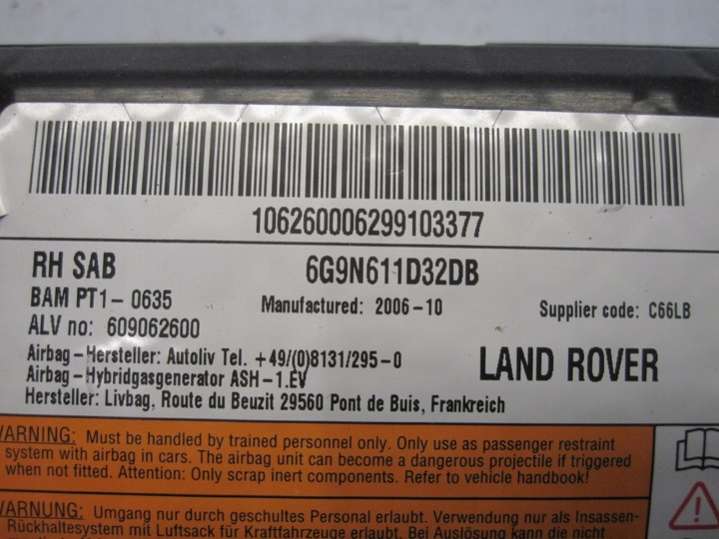 106260006299103377
RH SAB 6G9N611D32DB
BAM PT1-0635 Manufactured: 2006-10 Supplier code: C66LB
ALV no: 609062600
Airbag-Hersteller: Autoliv Tel. +49/(0)8131/295-0 LAND ROVER
Airbag-Hybridgasgenerator ASH-1.EV
Hersteller: Livbag, Route du Beuzit 29560 Pont de Buis, Frankreich
WARNING: Must be handled by trained personnel only. Only use as passenger restraint
system with airbag in cars. The airbag unit can become a dangerous projectile if triggered
when not fitted. Attention: Only scrap inert components. Refer to vehicle handbook!
WARNUNG: Umgang nur durch geschultes Personal erlaubt. Verwendung nur als Insassen-
Rückhaltesystem mit Luftsack für Kraftfahrzeuge erlaubt. Bei Auslösung kann die nicht